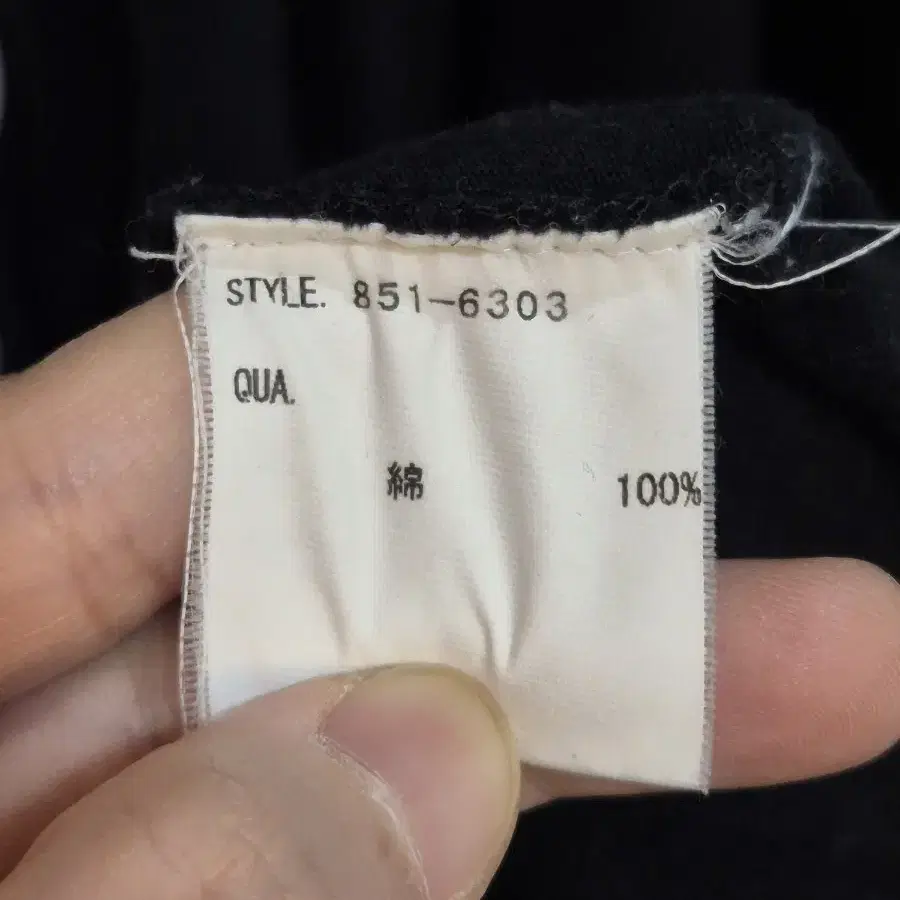 STYLE. 851-6303
QUA.
綿 100%